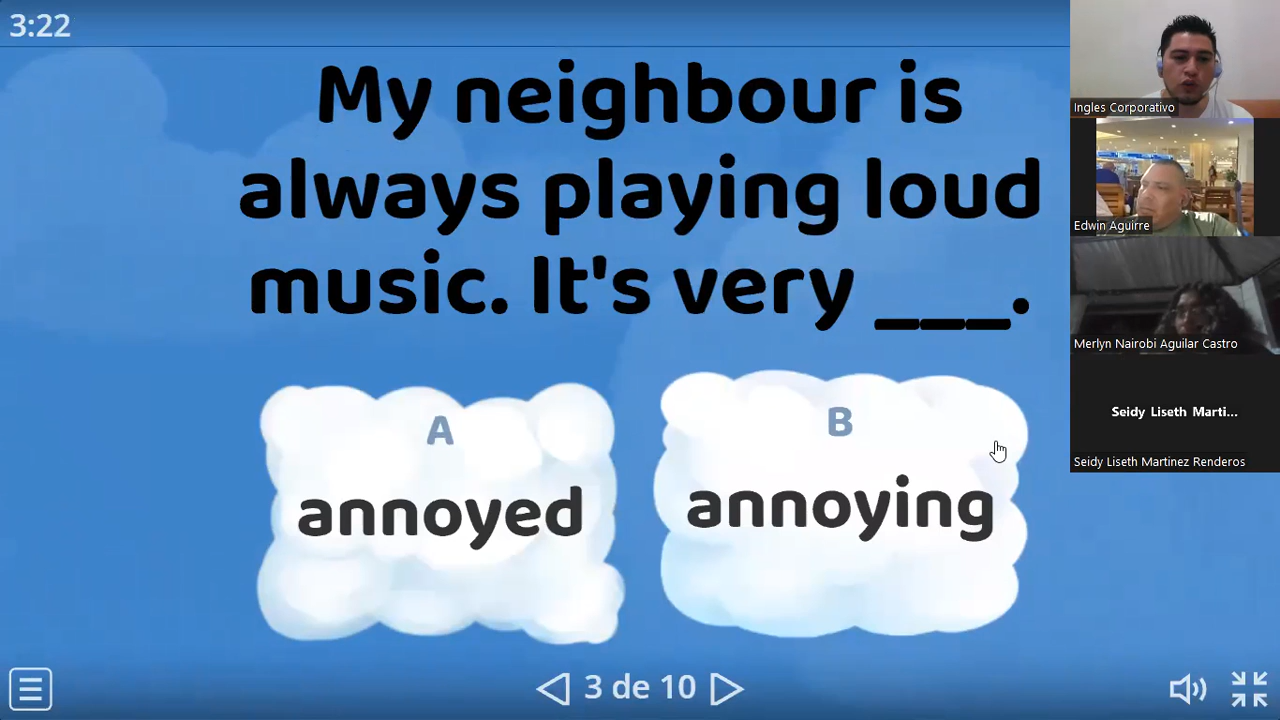 3:22
My neighbour is
always playing loud
music. It's very ___.
A
annoyed
B
annoying
3 de 10
Ingles Corporativo
Edwin Aguirre
Merlyn Nairobi Aguilar Castro
Seidy Liseth Marti...
Seidy Liseth Martinez Renderos